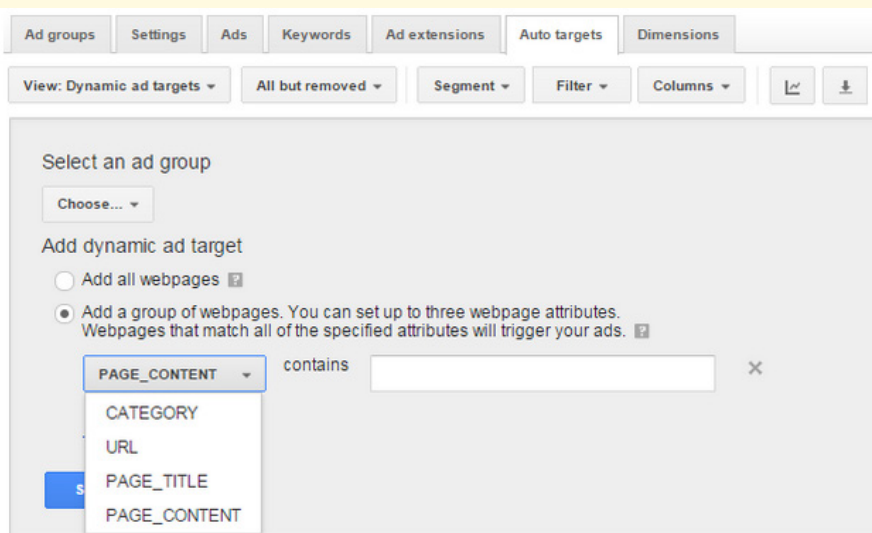 Ad groups Settings Ads Keywords Ad extensions Auto targets Dimensions
View: Dynamic ad targets All but removed Segment Filter Columns
Select an ad group
Choose...
Add dynamic ad target
Add all webpages ?
Add a group of webpages. You can set up to three webpage attributes.
Webpages that match all of the specified attributes will trigger your ads. ?
PAGE_CONTENT contains
CATEGORY
URL
PAGE_TITLE
PAGE_CONTENT